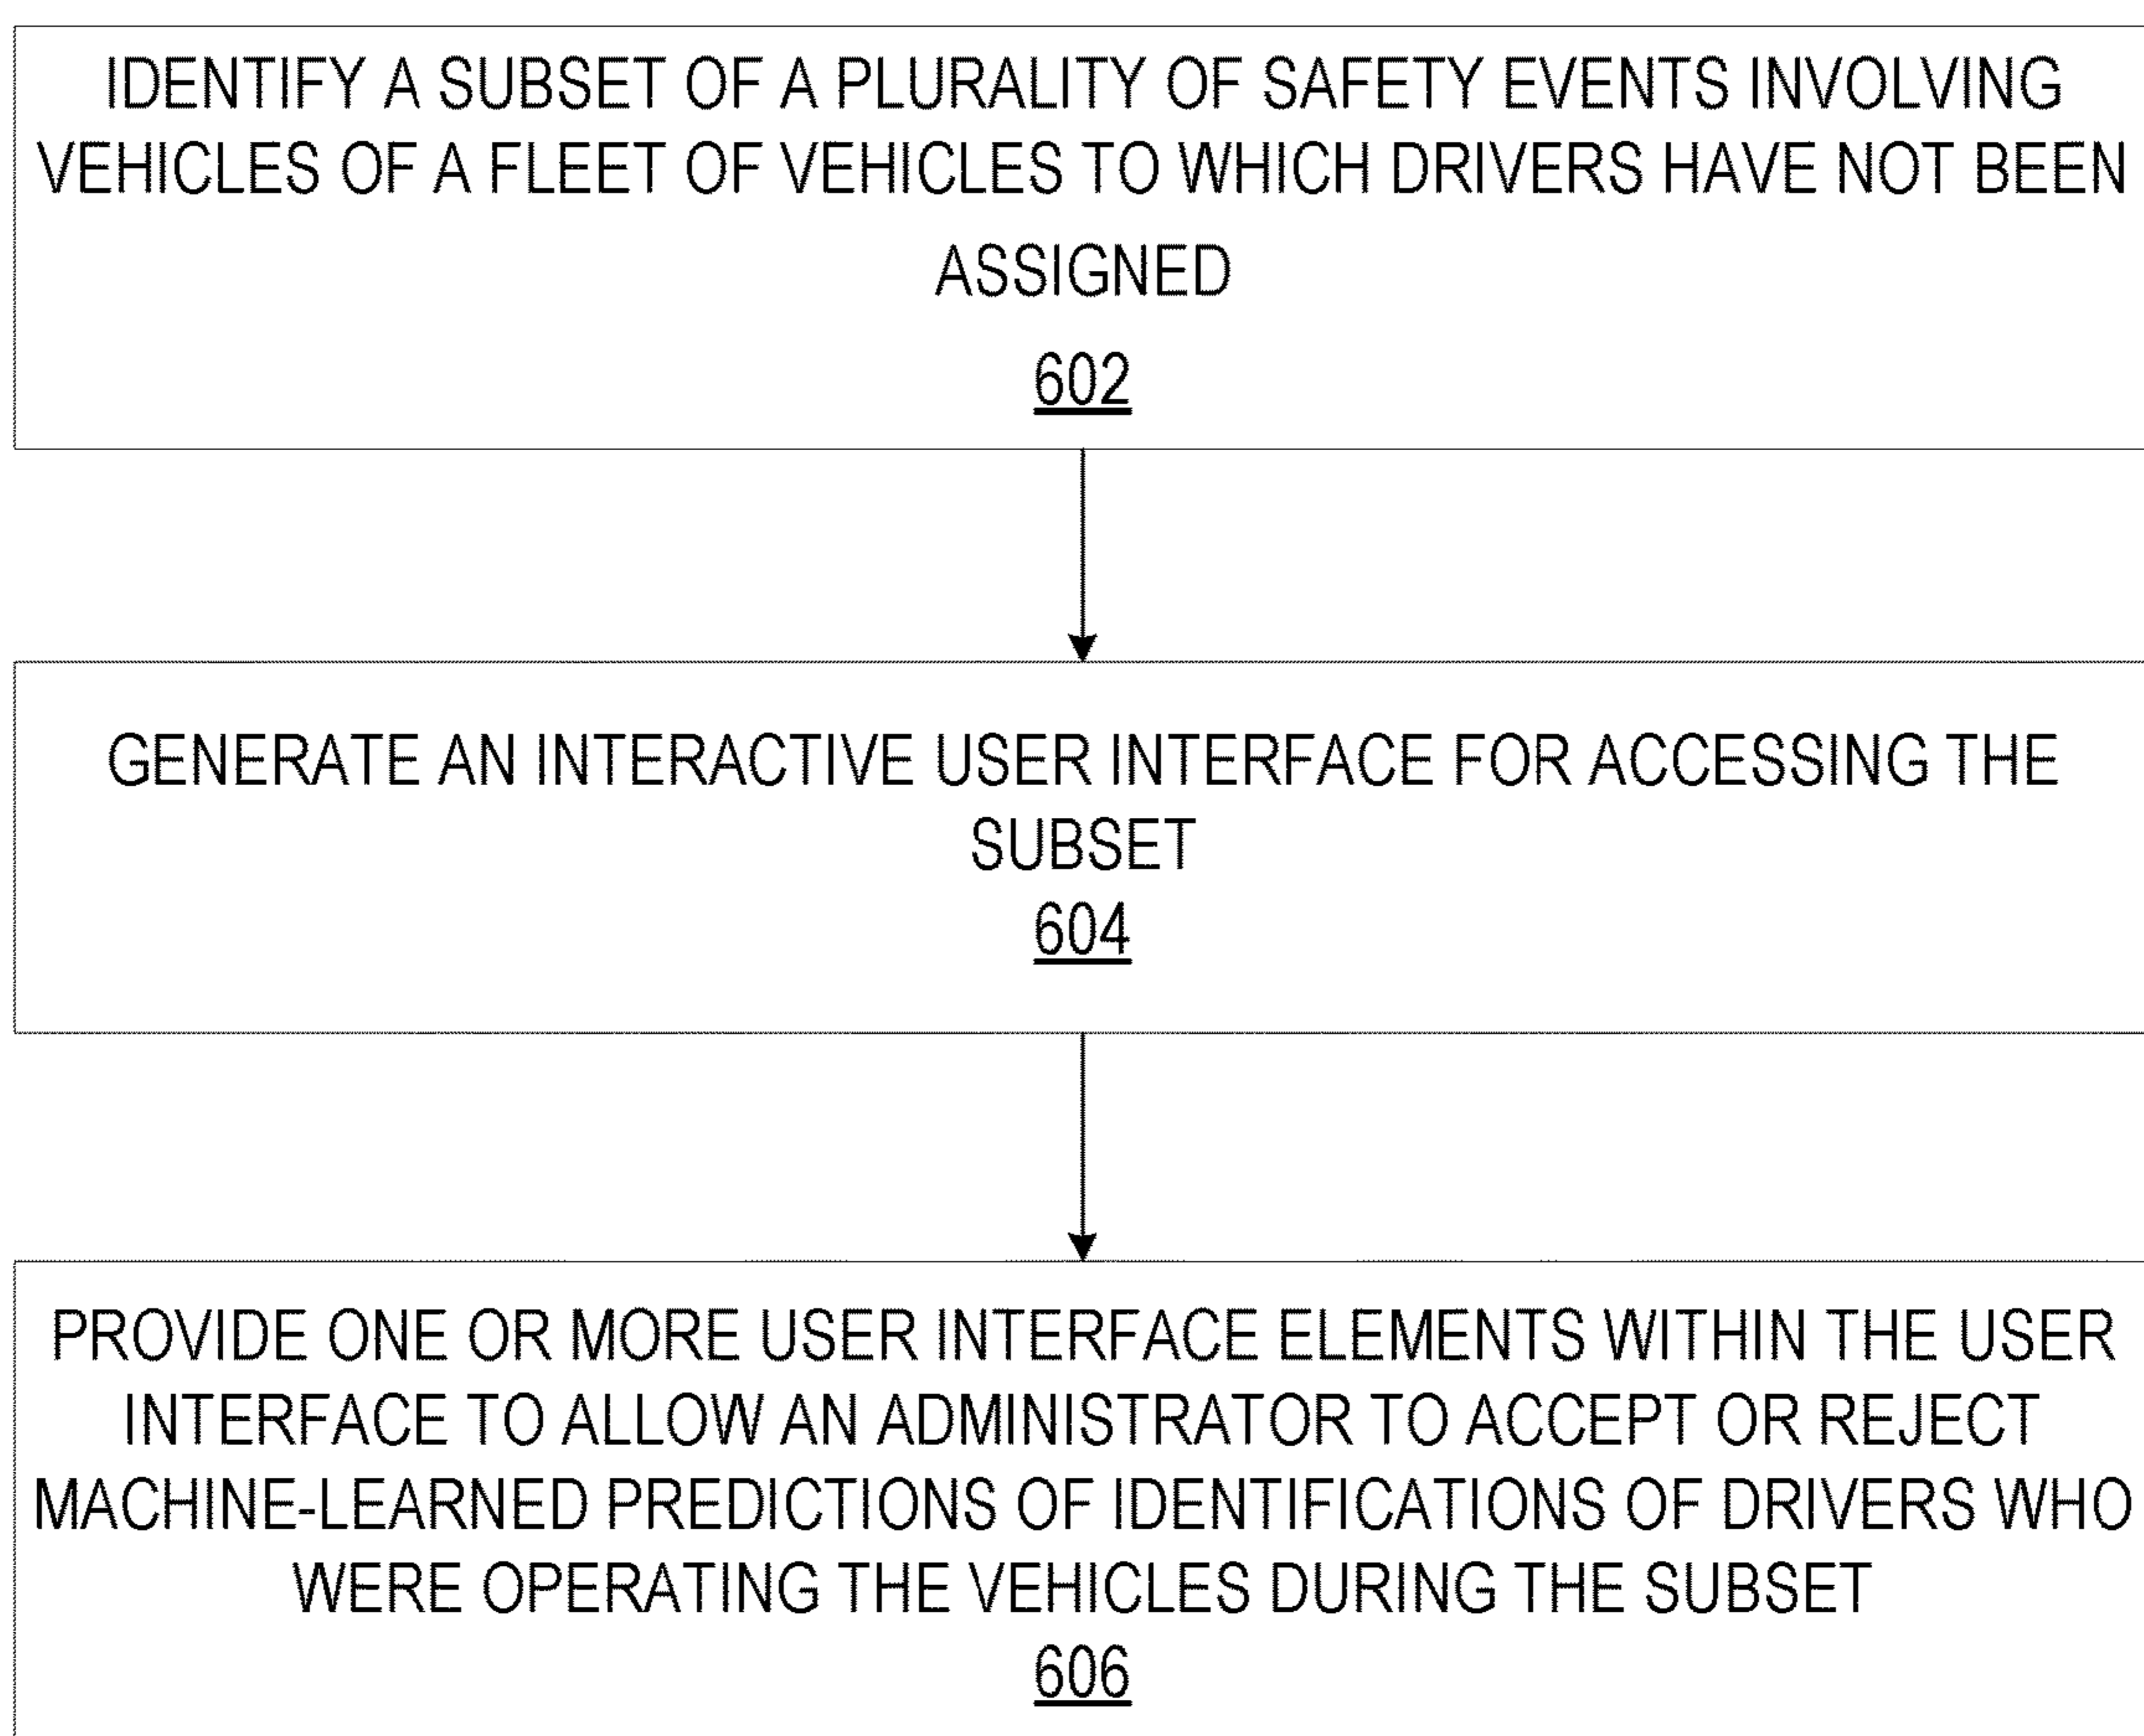 IDENTIFY A SUBSET OF A PLURALITY OF SAFETY EVENTS INVOLVING
VEHICLES OF A FLEET OF VEHICLES TO WHICH DRIVERS HAVE NOT BEEN
ASSIGNED
602
GENERATE AN INTERACTIVE USER INTERFACE FOR ACCESSING THE
SUBSET
604
PROVIDE ONE OR MORE USER INTERFACE ELEMENTS WITHIN THE USER
INTERFACE TO ALLOW AN ADMINISTRATOR TO ACCEPT OR REJECT
MACHINE-LEARNED PREDICTIONS OF IDENTIFICATIONS OF DRIVERS WHO
WERE OPERATING THE VEHICLES DURING THE SUBSET
606